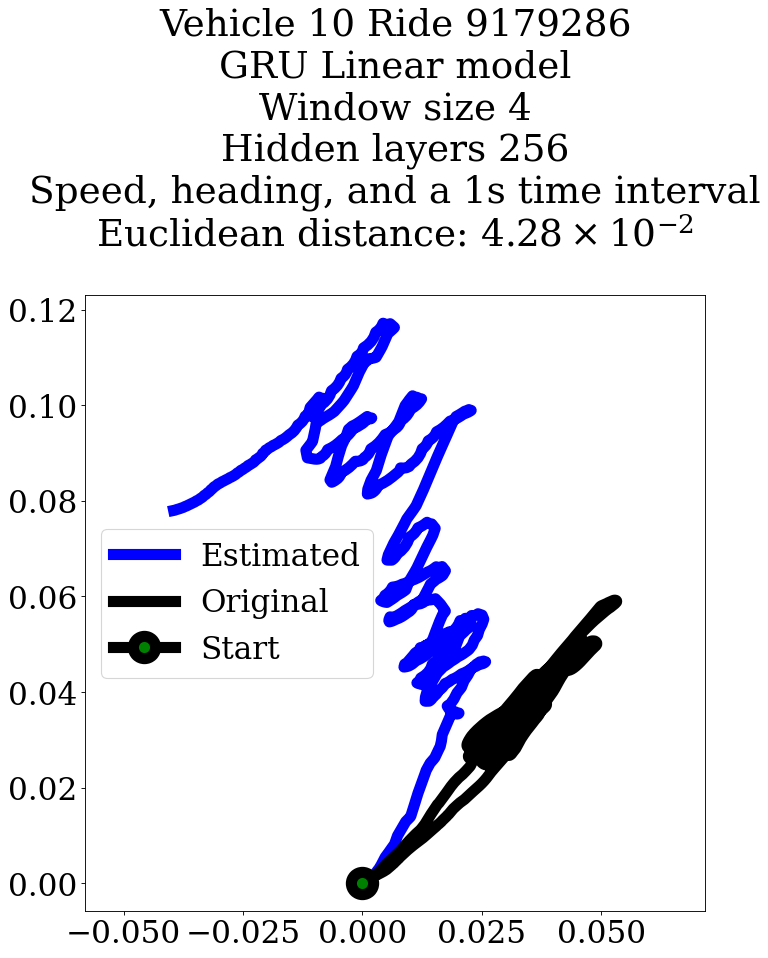 Vehicle 10 Ride 9179286
GRU Linear model
Window size 4
Hidden layers 256
Speed, heading, and a 1s time interval
Euclidean distance: 4.28 × 10⁻²
0.12
0.10
0.08
0.06
0.04
0.02
0.00
Estimated
Original
Start
−0.050 −0.025 0.000 0.025 0.050